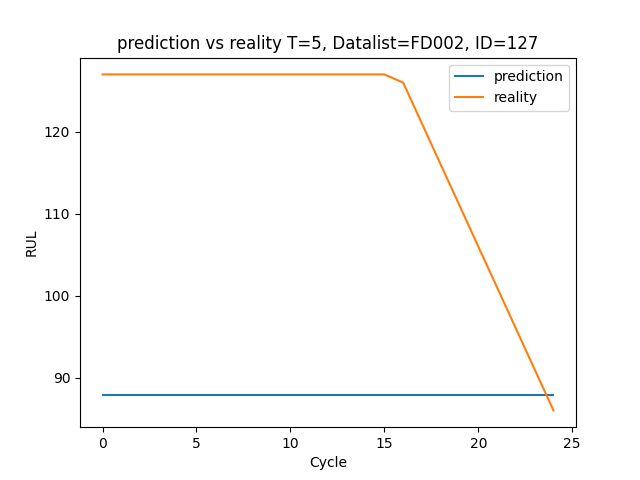 prediction vs reality T=5, Datalist=FD002, ID=127
prediction
reality
120
110
100
90
RUL
0 5 10 15 20 25
Cycle